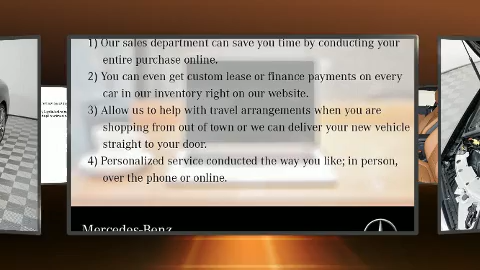 1) Our sales department can save you time by conducting your
entire purchase online.
2) You can even get custom lease or finance payments on every
car in our inventory right on our website.
3) Allow us to help with travel arrangements when you are
shopping from out of town or we can deliver your new vehicle
straight to your door.
4) Personalized service conducted the way you like; in person,
over the phone or online.
Mercedes-Benz